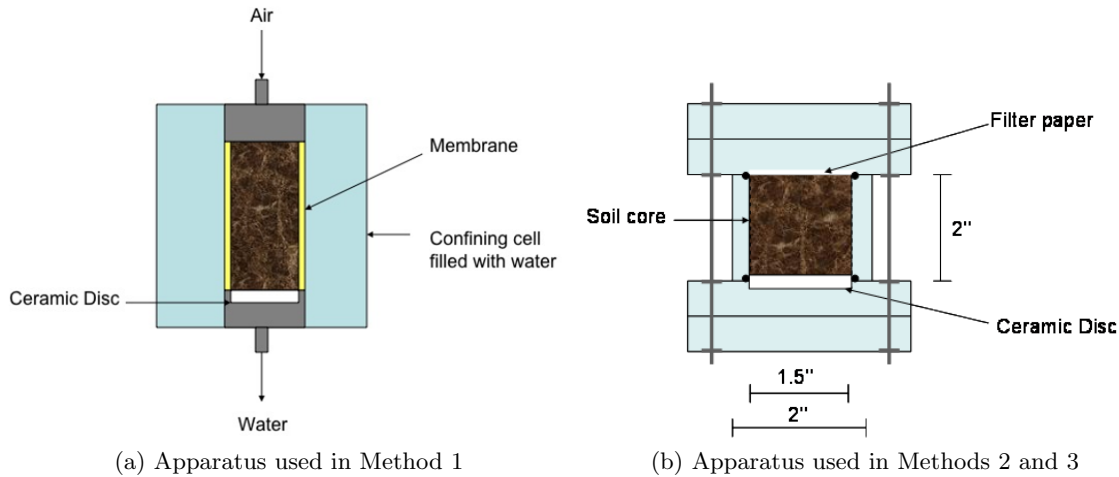 Air
Membrane
Confining cell
filled with water
Ceramic Disc
Water
(a) Apparatus used in Method 1
Filter paper
Soil core
2"
Ceramic Disc
1.5"
2"
(b) Apparatus used in Methods 2 and 3